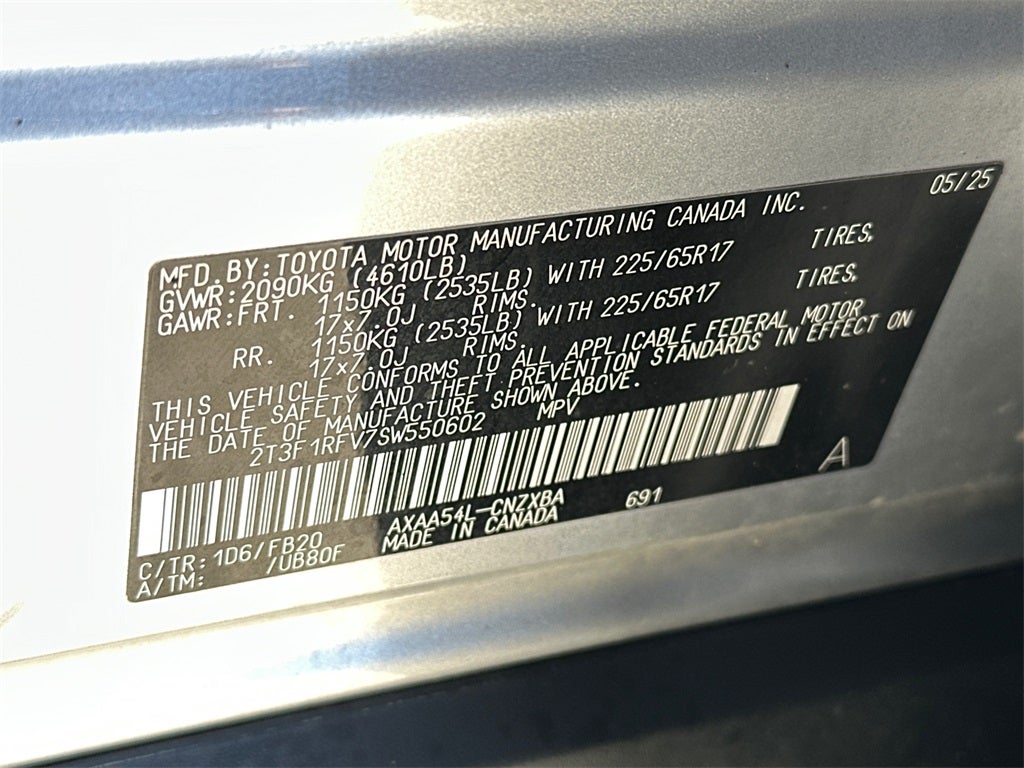 05/25
MFD.BY:TOYOTA MOTOR MANUFACTURING CANADA INC.
GVWR:2090KG (4610LB)
GAWR:FRT. 1150KG (2535LB) WITH 225/65R17 TIRES,
17x7.0J RIMS.
RR. 1150KG (2535LB) WITH 225/65R17 TIRES,
17x7.0J RIMS.
THIS VEHICLE CONFORMS TO ALL APPLICABLE FEDERAL MOTOR
VEHICLE SAFETY AND THEFT PREVENTION STANDARDS IN EFFECT ON
THE DATE OF MANUFACTURE SHOWN ABOVE.
2T3F1RFV7SW550602 MPV
A
AXAA54L-CNZXBA 691
C/TR:1D6/FB20 MADE IN CANADA
A/TM: /UB80F